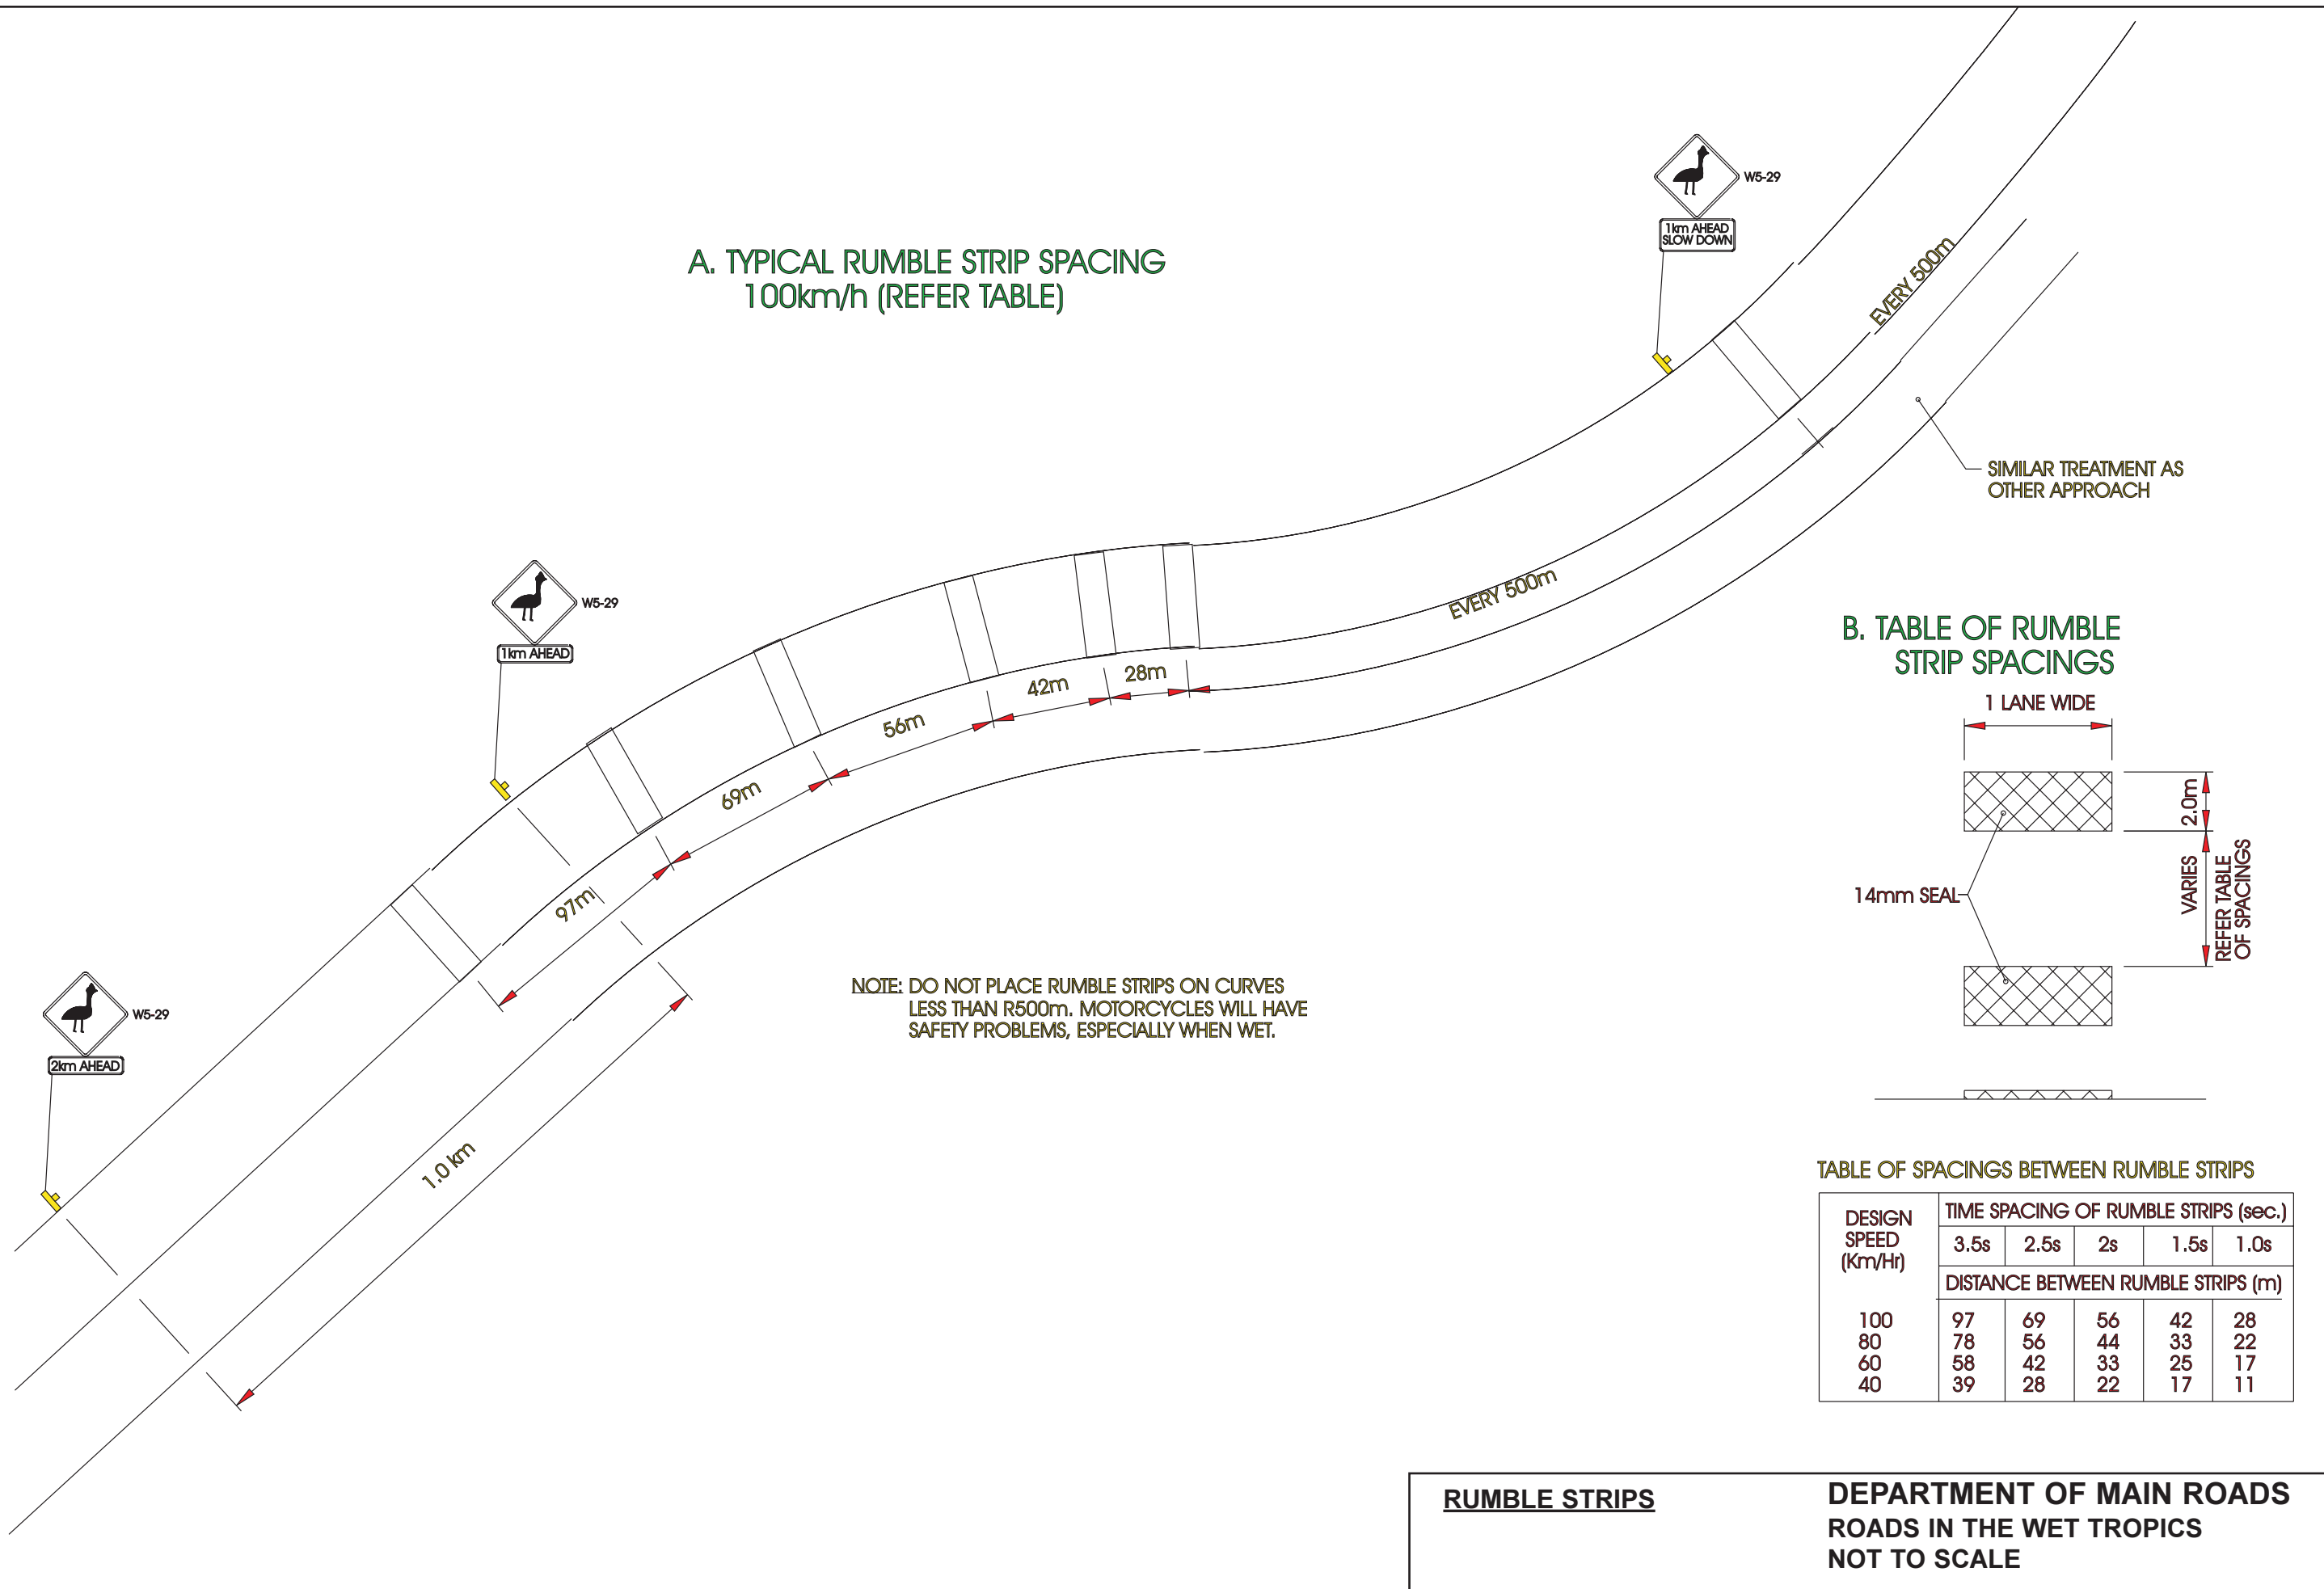 A. TYPICAL RUMBLE STRIP SPACING
100km/h (REFER TABLE)
W5-29
1km AHEAD
SLOW DOWN
EVERY 500m
SIMILAR TREATMENT AS
OTHER APPROACH
W5-29
1km AHEAD
EVERY 500m
28m
42m
56m
69m
97m
W5-29
2km AHEAD
1.0 km
NOTE: DO NOT PLACE RUMBLE STRIPS ON CURVES
LESS THAN R500m. MOTORCYCLES WILL HAVE
SAFETY PROBLEMS, ESPECIALLY WHEN WET.
B. TABLE OF RUMBLE
STRIP SPACINGS
1 LANE WIDE
2.0m
14mm SEAL
VARIES
REFER TABLE
OF SPACINGS
TABLE OF SPACINGS BETWEEN RUMBLE STRIPS
DESIGN
SPEED
(Km/Hr)
TIME SPACING OF RUMBLE STRIPS (sec.)
3.5s 2.5s 2s 1.5s 1.0s
DISTANCE BETWEEN RUMBLE STRIPS (m)
100 97 69 56 42 28
80 78 56 44 33 22
60 58 42 33 25 17
40 39 28 22 17 11
RUMBLE STRIPS
DEPARTMENT OF MAIN ROADS
ROADS IN THE WET TROPICS
NOT TO SCALE